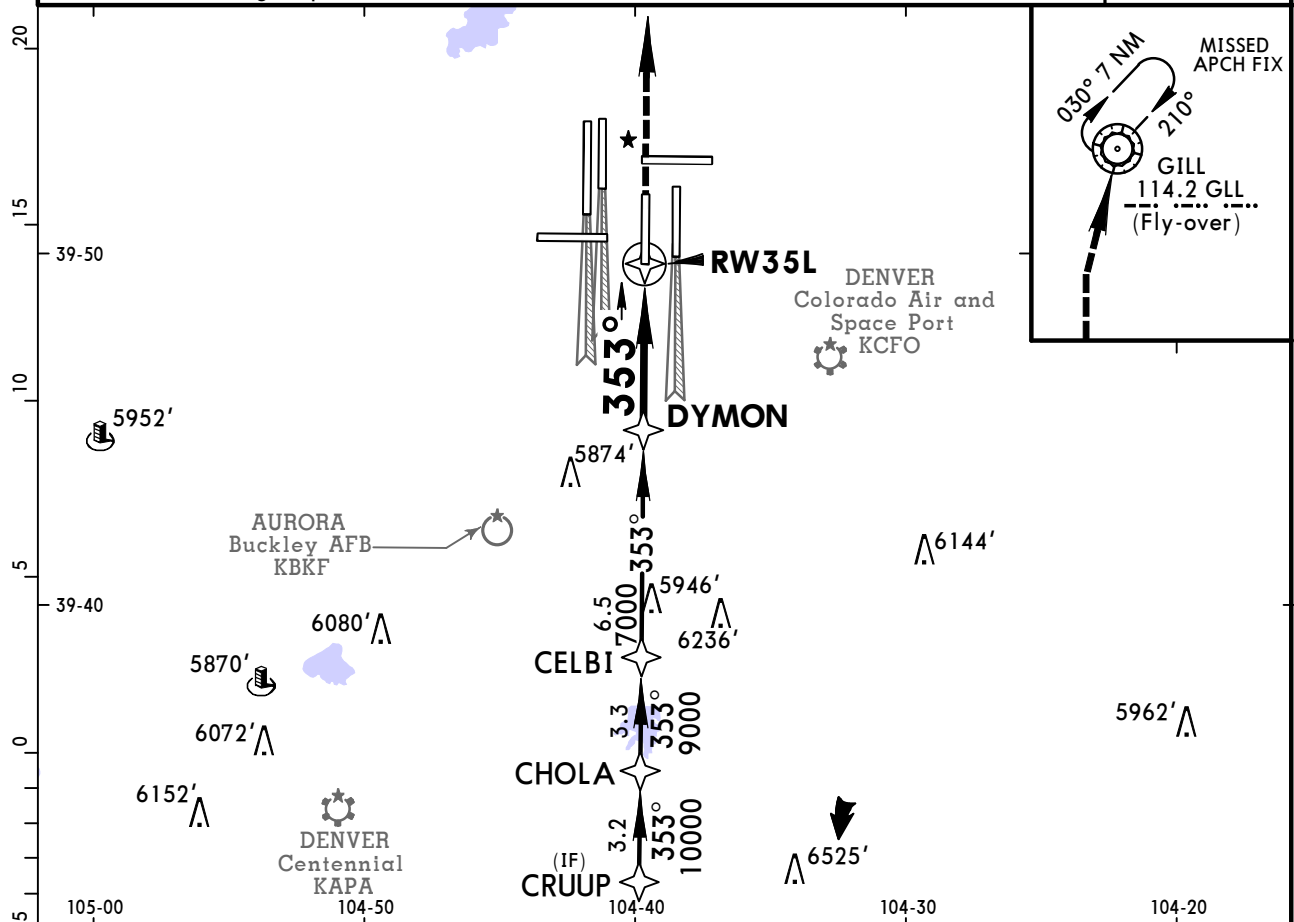 20
15
10
5
0
5
39-50
39-40
105-00
104-50
104-40
104-30
104-20
030° 7 NM
MISSED
APCH FIX
210°
GILL
114.2 GLL
(Fly-over)
RW35L
DENVER
Colorado Air and
Space Port
KCFO
353°
DYMON
5952'
5874'
AURORA
Buckley AFB
KBKF
353°
6144'
6.5
7000
5946'
6236'
6080'
CELBI
5870'
3.3
353°
9000
5962'
6072'
CHOLA
6152'
DENVER
Centennial
KAPA
3.2
353°
10000
6525'
(IF)
CRUUP